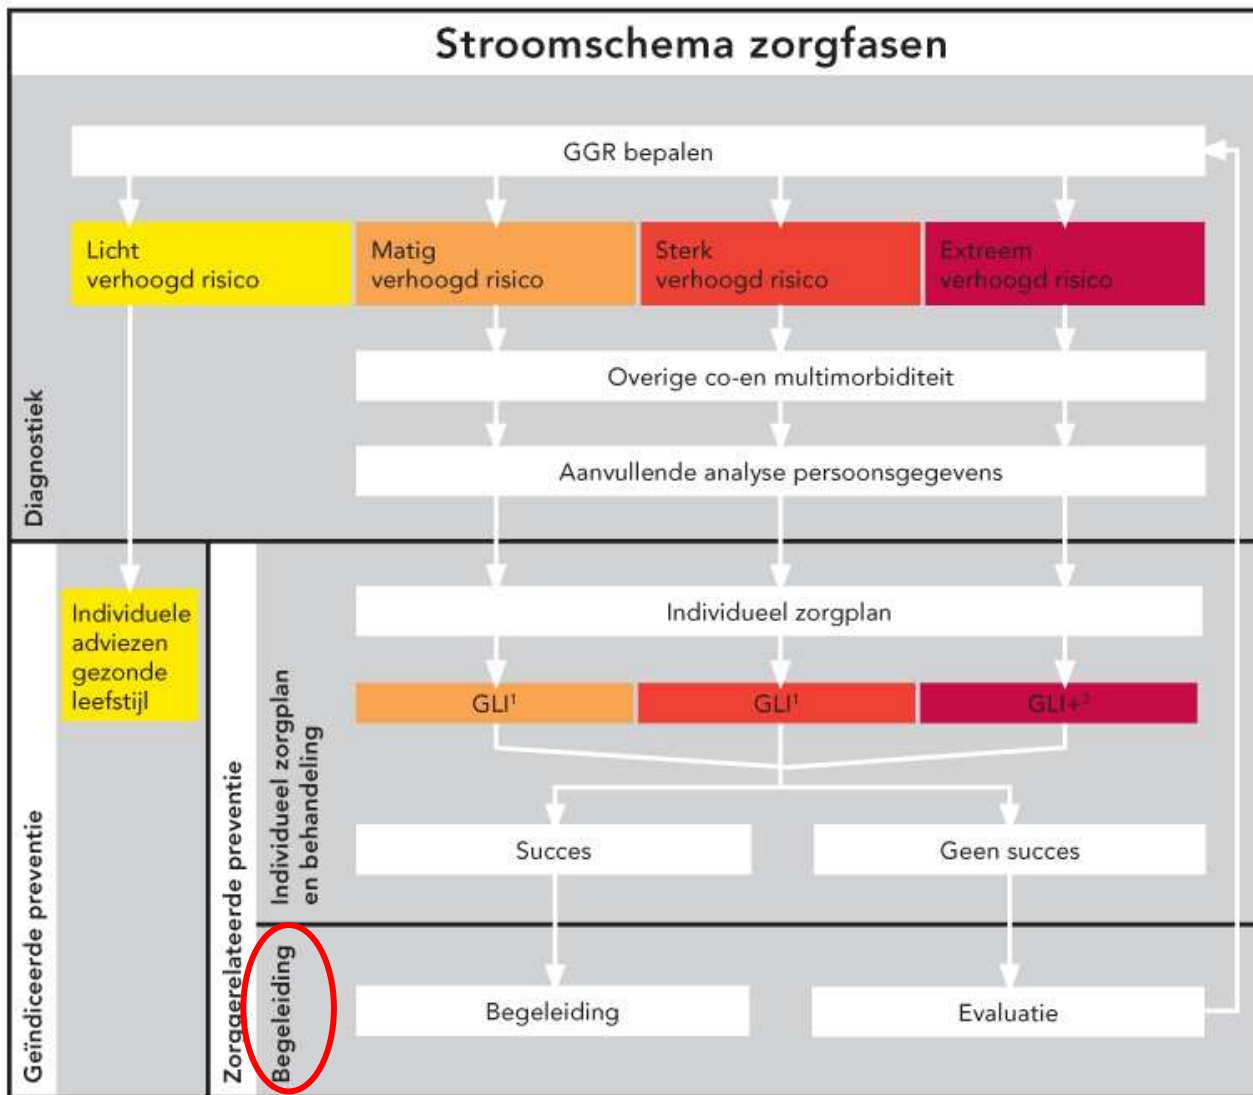 Stroomschema zorgfasen
GGR bepalen
Licht
verhoogd risico
Matig
verhoogd risico
Sterk
verhoogd risico
Extreem
verhoogd risico
Overige co-en multimorbiditeit
Aanvullende analyse persoonsgegevens
Diagnostiek
Geïndiceerde preventie
Individuele
adviezen
gezonde
leefstijl
Zorggerelateerde preventie
Individueel zorgplan
en behandeling
Individueel zorgplan
GLI¹
GLI¹
GLI+²
Succes
Geen succes
Begeleiding
Begeleiding
Evaluatie